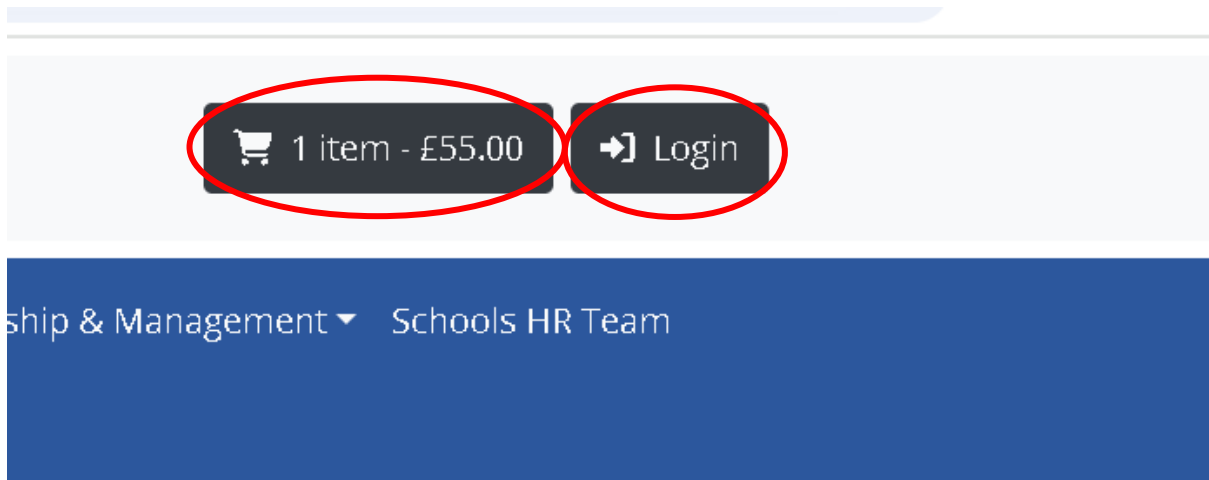 1 item - £55.00 Login
ship & Management Schools HR Team